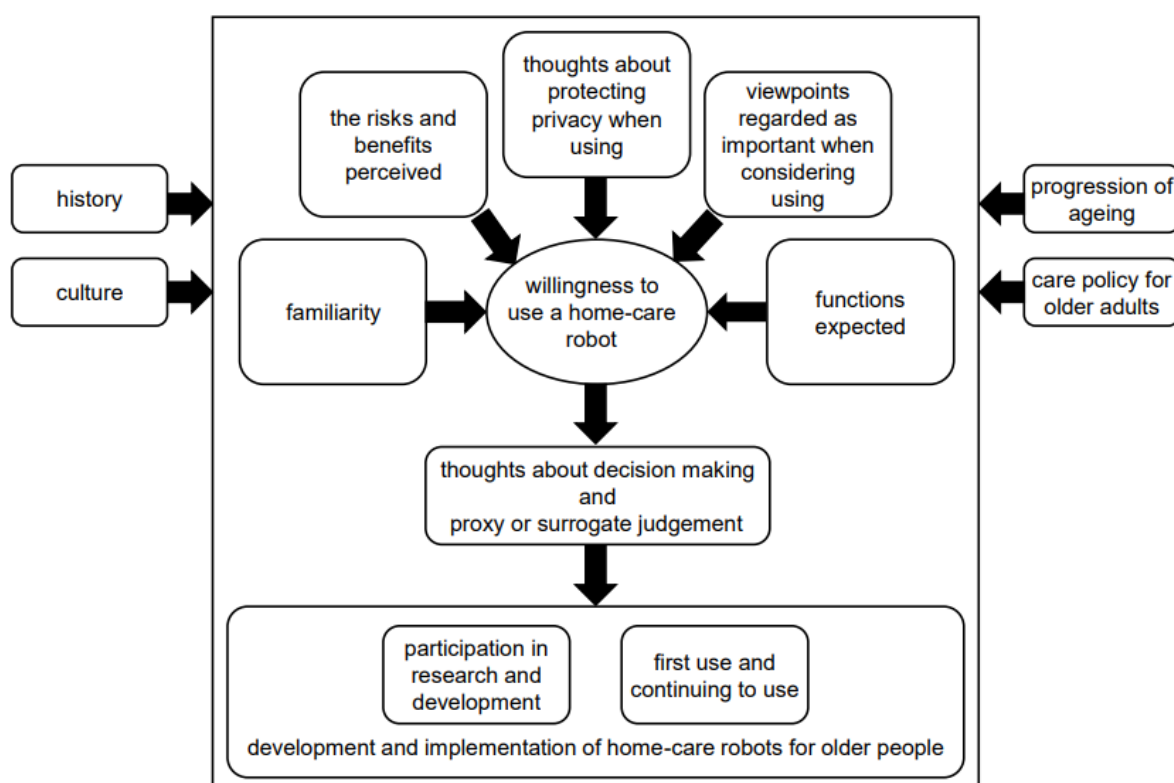 thoughts about
protecting
privacy when
using
the risks and
benefits
perceived
viewpoints
regarded as
important when
considering
using
history
culture
familiarity
willingness to
use a home-care
robot
functions
expected
progression of
ageing
care policy for
older adults
thoughts about decision making
and
proxy or surrogate judgement
participation in
research and
development
first use and
continuing to use
development and implementation of home-care robots for older people